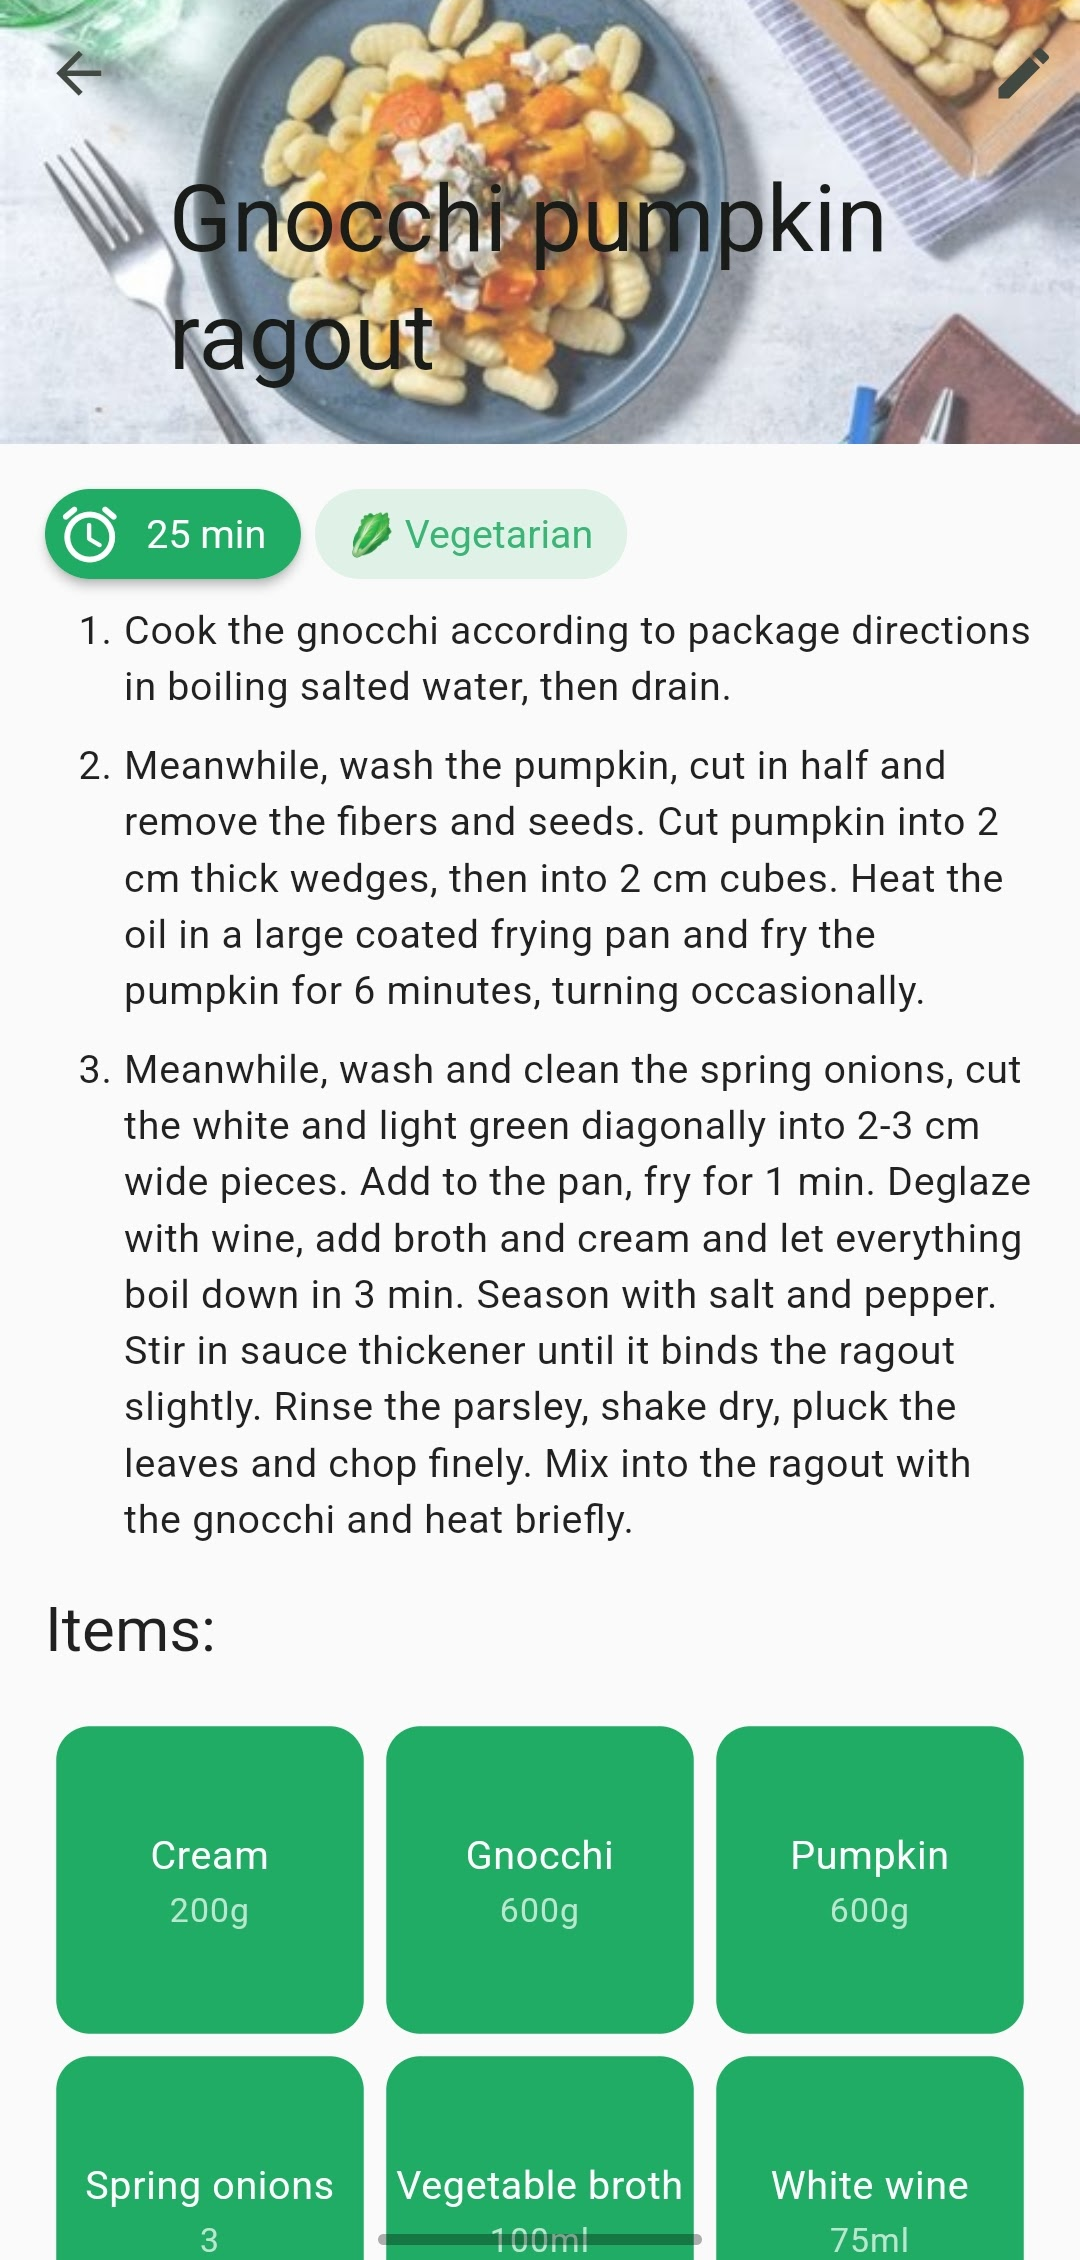 Gnocchi pumpkin
ragout
25 min
Vegetarian
1. Cook the gnocchi according to package directions
in boiling salted water, then drain.
2. Meanwhile, wash the pumpkin, cut in half and
remove the fibers and seeds. Cut pumpkin into 2
cm thick wedges, then into 2 cm cubes. Heat the
oil in a large coated frying pan and fry the
pumpkin for 6 minutes, turning occasionally.
3. Meanwhile, wash and clean the spring onions, cut
the white and light green diagonally into 2-3 cm
wide pieces. Add to the pan, fry for 1 min. Deglaze
with wine, add broth and cream and let everything
boil down in 3 min. Season with salt and pepper.
Stir in sauce thickener until it binds the ragout
slightly. Rinse the parsley, shake dry, pluck the
leaves and chop finely. Mix into the ragout with
the gnocchi and heat briefly.
Items:
Cream
200g
Gnocchi
600g
Pumpkin
600g
Spring onions
3
Vegetable broth
100ml
White wine
75ml